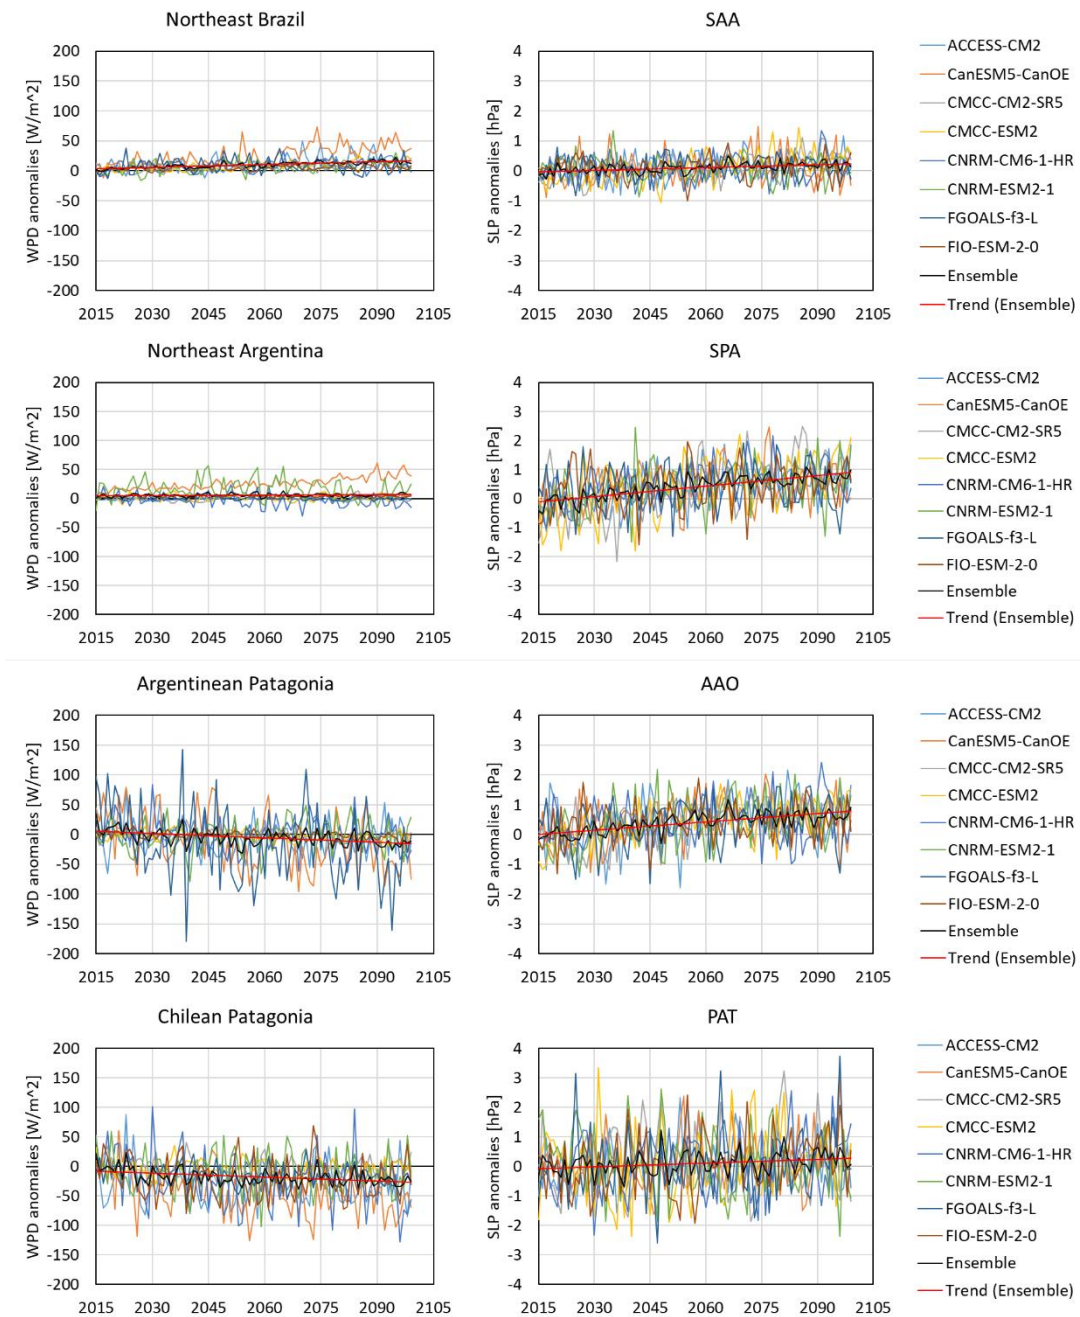 Northeast Brazil
WPD anomalies [W/m^2]
200
150
100
50
0
-50
-100
-150
-200
2015 2030 2045 2060 2075 2090 2105
SAA
SLP anomalies [hPa]
4
3
2
1
0
-1
-2
-3
-4
2015 2030 2045 2060 2075 2090 2105
ACCESS-CM2
CanESM5-CanOE
CMCC-CM2-SR5
CMCC-ESM2
CNRM-CM6-1-HR
CNRM-ESM2-1
FGOALS-f3-L
FIO-ESM-2-0
Ensemble
Trend (Ensemble)
Northeast Argentina
WPD anomalies [W/m^2]
200
150
100
50
0
-50
-100
-150
-200
2015 2030 2045 2060 2075 2090 2105
SPA
SLP anomalies [hPa]
4
3
2
1
0
-1
-2
-3
-4
2015 2030 2045 2060 2075 2090 2105
ACCESS-CM2
CanESM5-CanOE
CMCC-CM2-SR5
CMCC-ESM2
CNRM-CM6-1-HR
CNRM-ESM2-1
FGOALS-f3-L
FIO-ESM-2-0
Ensemble
Trend (Ensemble)
Argentinean Patagonia
WPD anomalies [W/m^2]
200
150
100
50
0
-50
-100
-150
-200
2015 2030 2045 2060 2075 2090 2105
AAO
SLP anomalies [hPa]
4
3
2
1
0
-1
-2
-3
-4
2015 2030 2045 2060 2075 2090 2105
ACCESS-CM2
CanESM5-CanOE
CMCC-CM2-SR5
CMCC-ESM2
CNRM-CM6-1-HR
CNRM-ESM2-1
FGOALS-f3-L
FIO-ESM-2-0
Ensemble
Trend (Ensemble)
Chilean Patagonia
WPD anomalies [W/m^2]
200
150
100
50
0
-50
-100
-150
-200
2015 2030 2045 2060 2075 2090 2105
PAT
SLP anomalies [hPa]
4
3
2
1
0
-1
-2
-3
-4
2015 2030 2045 2060 2075 2090 2105
ACCESS-CM2
CanESM5-CanOE
CMCC-CM2-SR5
CMCC-ESM2
CNRM-CM6-1-HR
CNRM-ESM2-1
FGOALS-f3-L
FIO-ESM-2-0
Ensemble
Trend (Ensemble)